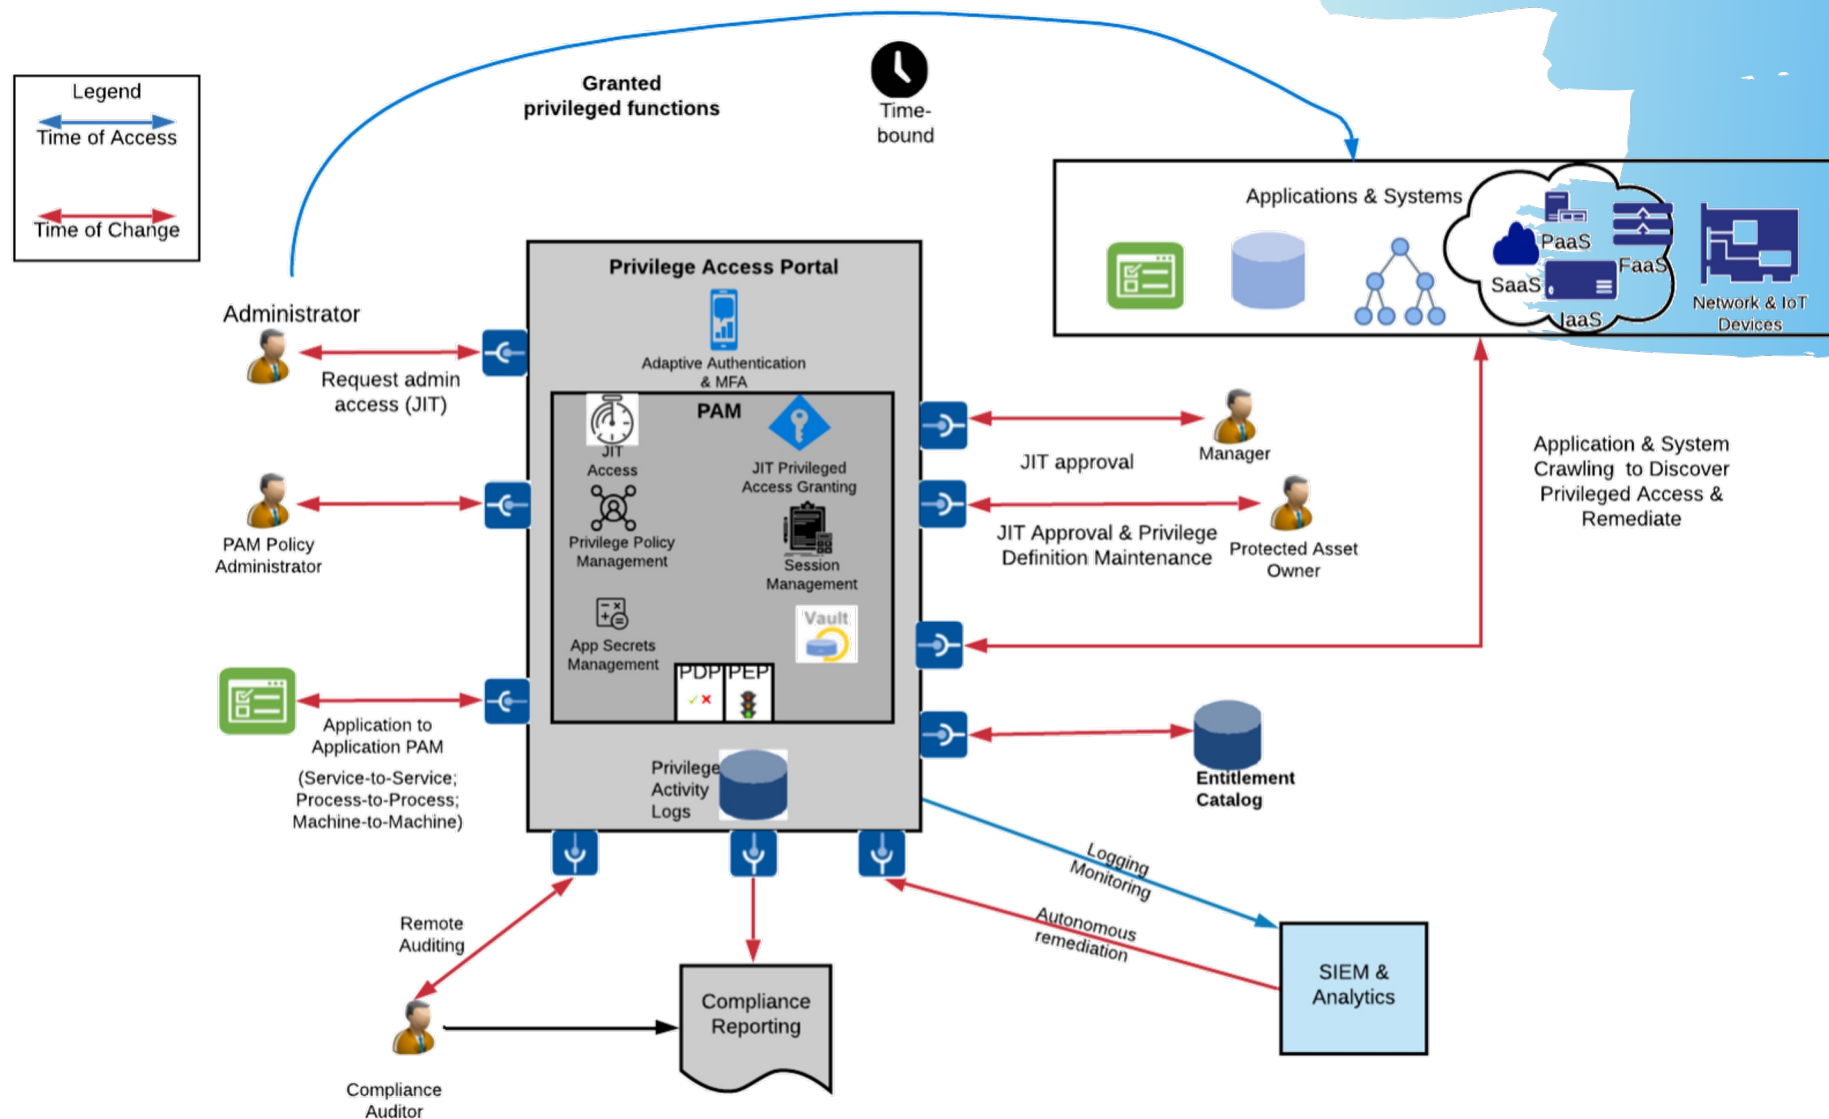 Legend
Time of Access
Time of Change
Granted
privileged functions
Time-
bound
Applications & Systems
PaaS
FaaS
SaaS
IaaS
Network & IoT
Devices
Administrator
Request admin
access (JIT)
Privilege Access Portal
Adaptive Authentication
& MFA
PAM
JIT
Access
JIT Privileged
Access Granting
Privilege Policy
Management
Session
Management
App Secrets
Management
Vault
PDP
PEP
Privilege
Activity
Logs
PAM Policy
Administrator
Application to
Application PAM
(Service-to-Service;
Process-to-Process;
Machine-to-Machine)
JIT approval
Manager
JIT Approval & Privilege
Definition Maintenance
Protected Asset
Owner
Application & System
Crawling to Discover
Privileged Access &
Remediate
Entitlement
Catalog
Logging
Monitoring
Autonomous
remediation
SIEM &
Analytics
Remote
Auditing
Compliance
Reporting
Compliance
Auditor